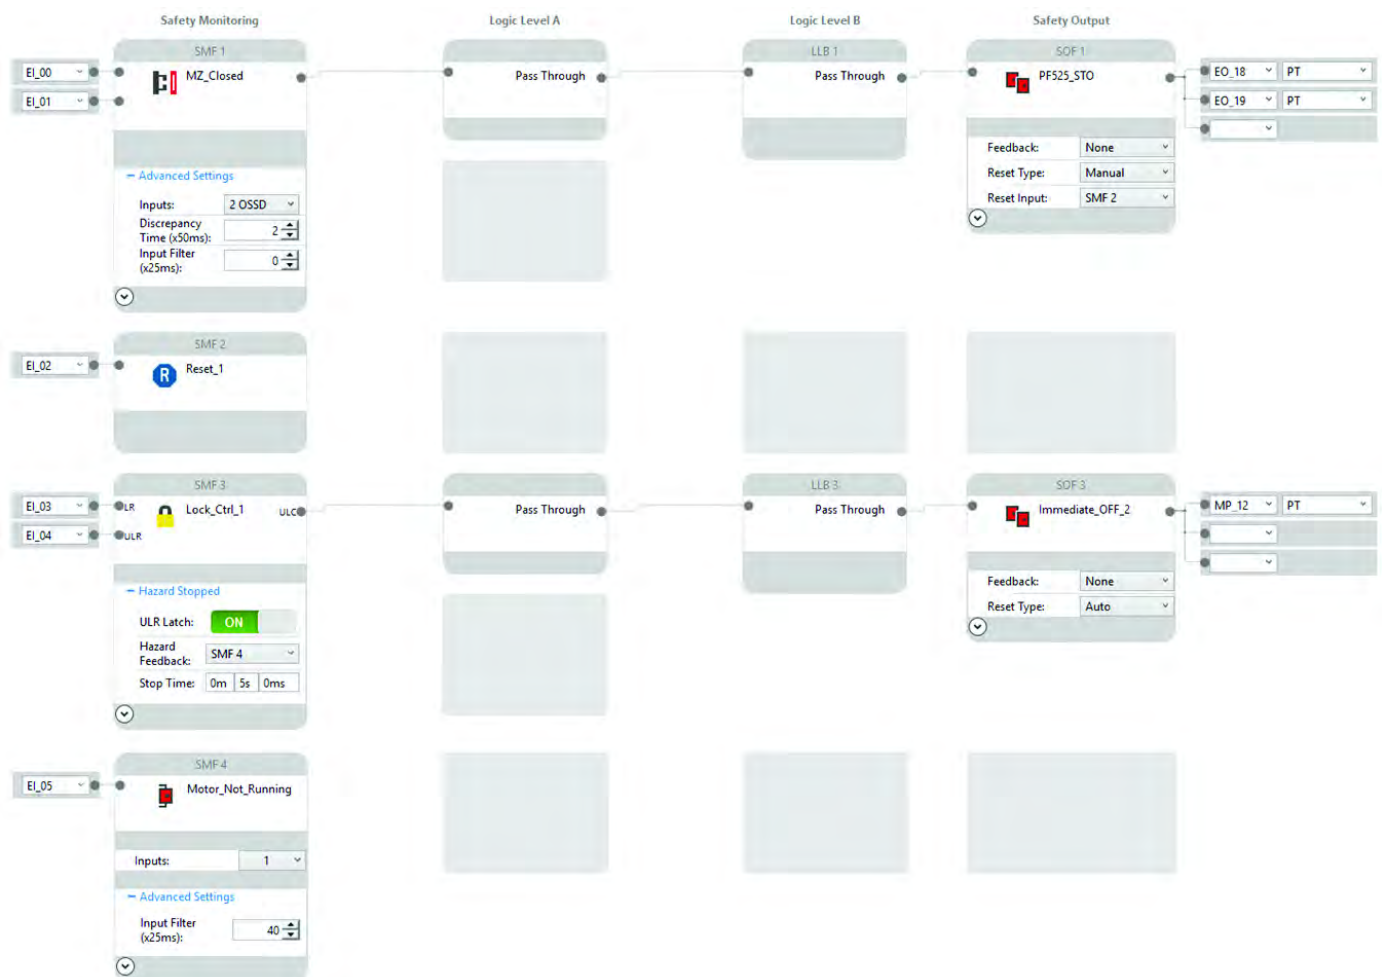 Safety Monitoring
Logic Level A
Logic Level B
Safety Output
SMF 1
LLB 1
SOF 1
EI_00
MZ_Closed
Pass Through
Pass Through
PF525_STO
EO_18
PT
EI_01
EO_19
PT
Feedback:
None
Reset Type:
Manual
Reset Input:
SMF 2
Advanced Settings
Inputs:
2 OSSD
Discrepancy
Time (x50ms):
2
Input Filter
(x25ms):
0
SMF 2
EI_02
R
Reset_1
SMF 3
LLB 3
SOF 3
EI_03
LR
Lock_Ctrl_1
ULC
Pass Through
Pass Through
Immediate_OFF_2
MP_12
PT
EI_04
ULR
Feedback:
None
Reset Type:
Auto
Hazard Stopped
ULR Latch:
ON
Hazard
Feedback:
SMF 4
Stop Time:
0m
5s
0ms
SMF 4
EI_05
Motor_Not_Running
Inputs:
1
Advanced Settings
Input Filter
(x25ms):
40